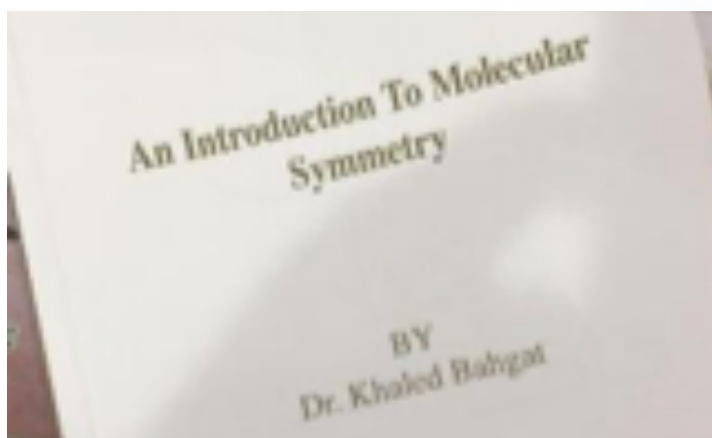 An Introduction To Molecular
Symmetry
BY
Dr. Khaled Bahgat